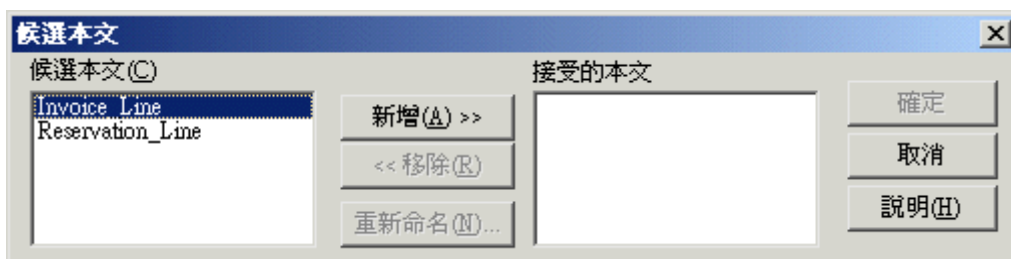 候選本文
候選本文(C)
Invoice_Line
Reservation_Line
新增(A) >>
<< 移除(R)
重新命名(N)...
接受的本文
確定
取消
說明(H)